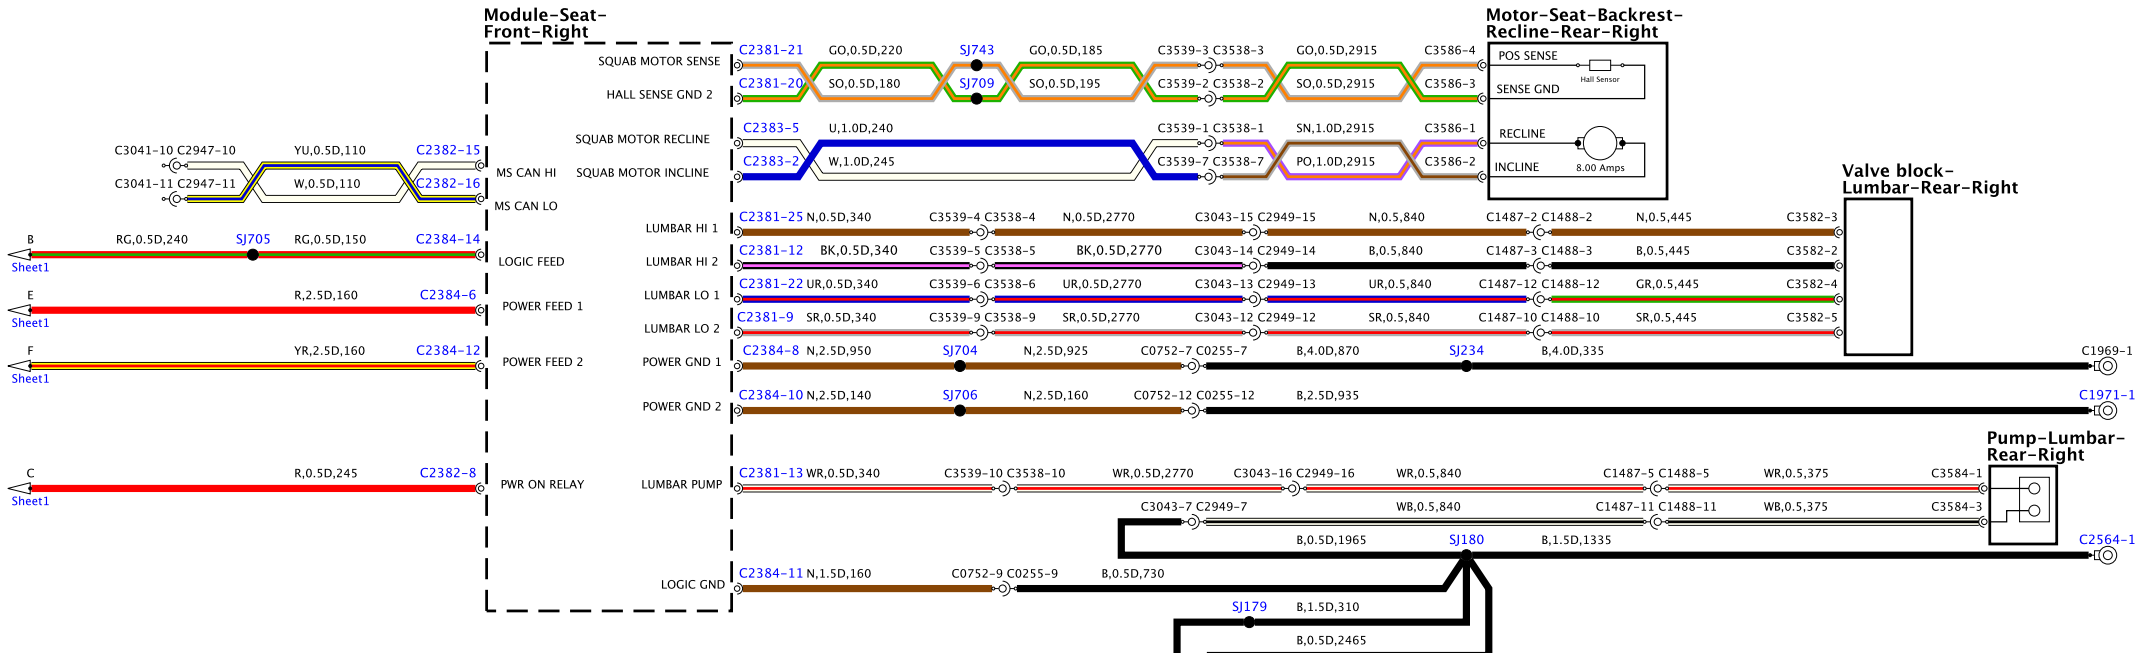 Module-Seat-
Front-Right
Motor-Seat-Backrest-
Recline-Rear-Right
C2381-21 GO,0.5D,220 SJ743 GO,0.5D,185 C3539-3 C3538-3 GO,0.5D,2915 C3586-4
SQUAB MOTOR SENSE
POS SENSE
Hall Sensor
C2381-20 SO,0.5D,180 SJ709 SO,0.5D,195 C3539-2 C3538-2 SO,0.5D,2915 C3586-3
HALL SENSE GND 2
SENSE GND
C2383-5 U,1.0D,240 C3539-1 C3538-1 SN,1.0D,2915 C3586-1
SQUAB MOTOR RECLINE
RECLINE
C3041-10 C2947-10 YU,0.5D,110 C2382-15
MS CAN HI
C2383-2 W,1.0D,245 C3539-7 C3538-7 PO,1.0D,2915 C3586-2
SQUAB MOTOR INCLINE
INCLINE
8.00 Amps
C3041-11 C2947-11 W,0.5D,110 C2382-16
MS CAN LO
Valve block-
Lumbar-Rear-Right
C2381-25 N,0.5D,340 C3539-4 C3538-4 N,0.5D,2770 C3043-15 C2949-15 N,0.5,840 C1487-2 C1488-2 N,0.5,445 C3582-3
LUMBAR HI 1
B RG,0.5D,240 SJ705 RG,0.5D,150 C2384-14
Sheet1
LOGIC FEED
C2381-12 BK,0.5D,340 C3539-5 C3538-5 BK,0.5D,2770 C3043-14 C2949-14 B,0.5,840 C1487-3 C1488-3 B,0.5,445 C3582-2
LUMBAR HI 2
E R,2.5D,160 C2384-6
Sheet1
POWER FEED 1
C2381-22 UR,0.5D,340 C3539-6 C3538-6 UR,0.5D,2770 C3043-13 C2949-13 UR,0.5,840 C1487-12 C1488-12 GR,0.5,445 C3582-4
LUMBAR LO 1
C2381-9 SR,0.5D,340 C3539-9 C3538-9 SR,0.5D,2770 C3043-12 C2949-12 SR,0.5,840 C1487-10 C1488-10 SR,0.5,445 C3582-5
LUMBAR LO 2
F YR,2.5D,160 C2384-12
Sheet1
POWER FEED 2
C2384-8 N,2.5D,950 SJ704 N,2.5D,925 C0752-7 C0255-7 B,4.0D,870 SJ234 B,4.0D,335 C1969-1
POWER GND 1
C2384-10 N,2.5D,140 SJ706 N,2.5D,160 C0752-12 C0255-12 B,2.5D,935 C1971-1
POWER GND 2
Pump-Lumbar-
Rear-Right
C R,0.5D,245 C2382-8
Sheet1
PWR ON RELAY
C2381-13 WR,0.5D,340 C3539-10 C3538-10 WR,0.5D,2770 C3043-16 C2949-16 WR,0.5,840 C1487-5 C1488-5 WR,0.5,375 C3584-1
LUMBAR PUMP
C3043-7 C2949-7 WB,0.5,840 C1487-11 C1488-11 WB,0.5,375 C3584-3
B,0.5D,1965 SJ180 B,1.5D,1335 C2564-1
C2384-11 N,1.5D,160 C0752-9 C0255-9 B,0.5D,730
LOGIC GND
SJ179 B,1.5D,310
B,0.5D,2465